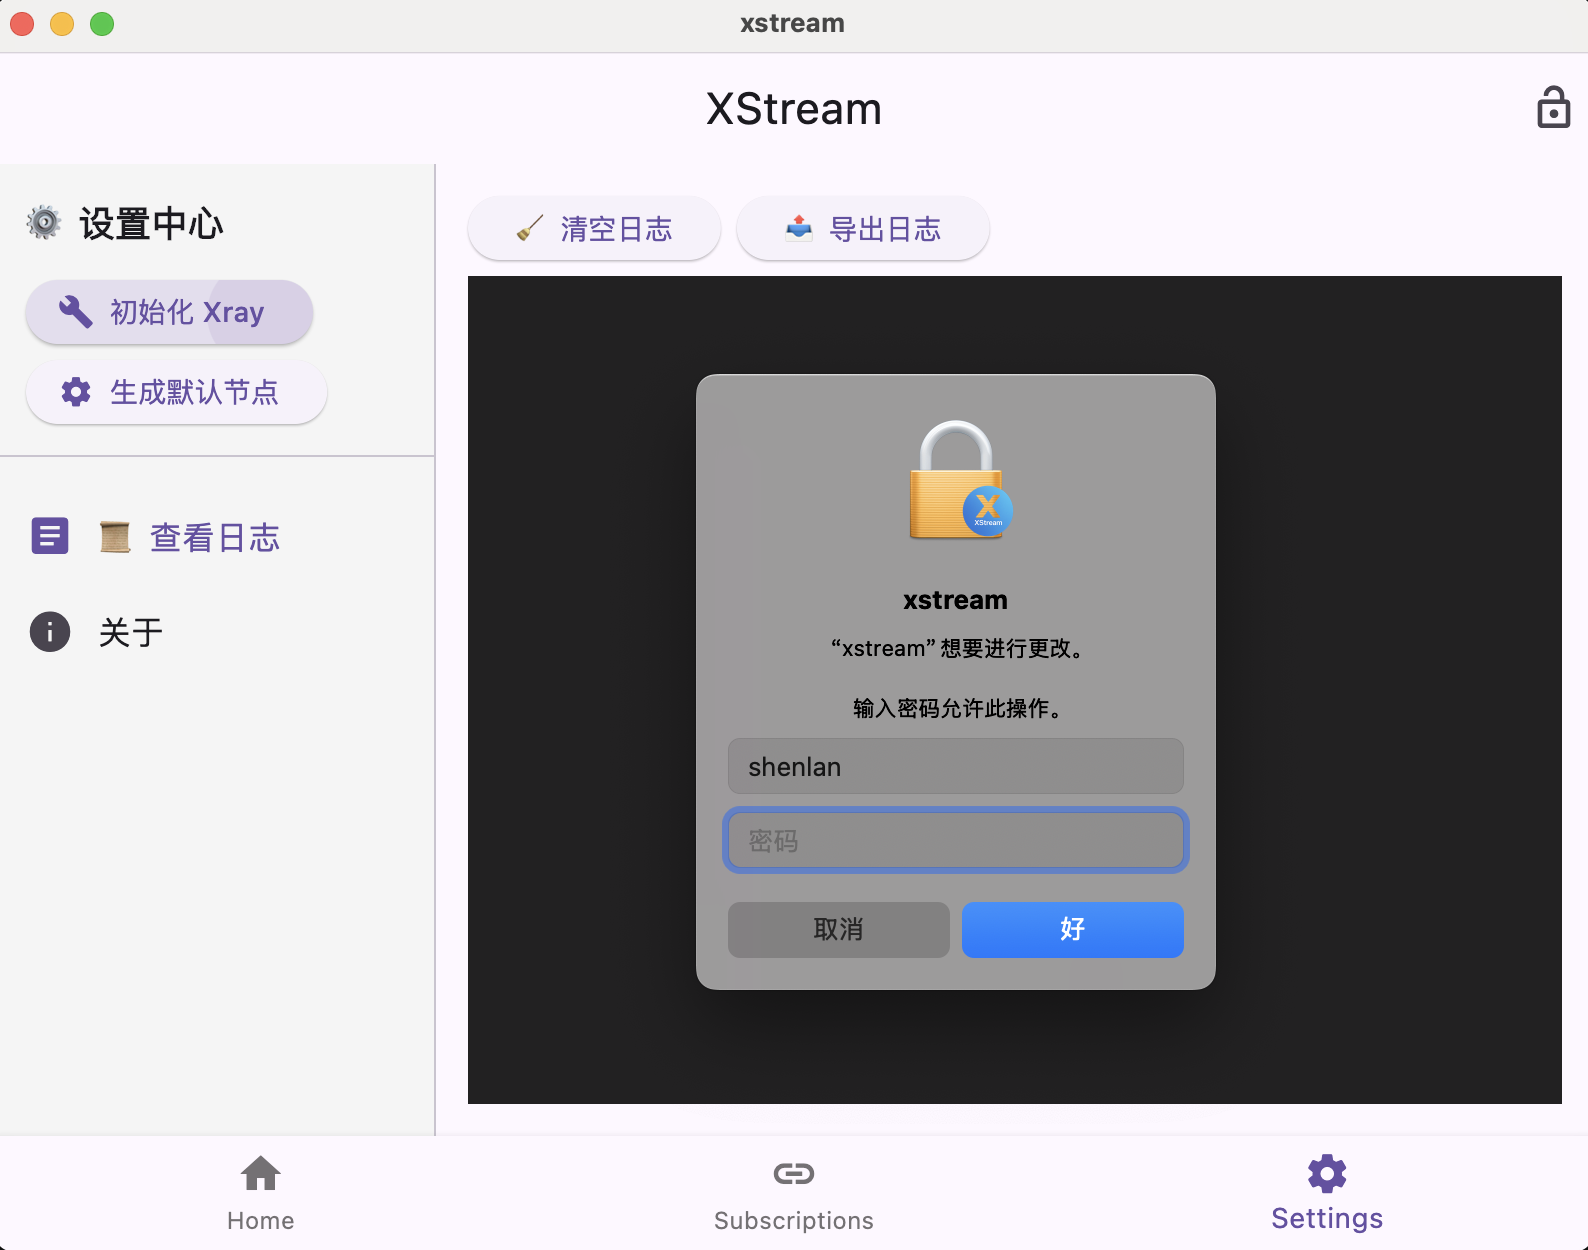 xstream
XStream
设置中心
初始化 Xray
生成默认节点
查看日志
关于
清空日志
导出日志
X
XStream
xstream
“xstream” 想要进行更改。
输入密码允许此操作。
shenlan
密码
取消
好
Home
Subscriptions
Settings